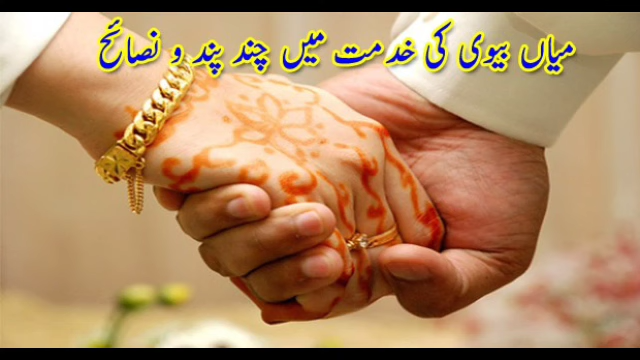 میاں بیوی کی خدمت میں چند پند و نصائح